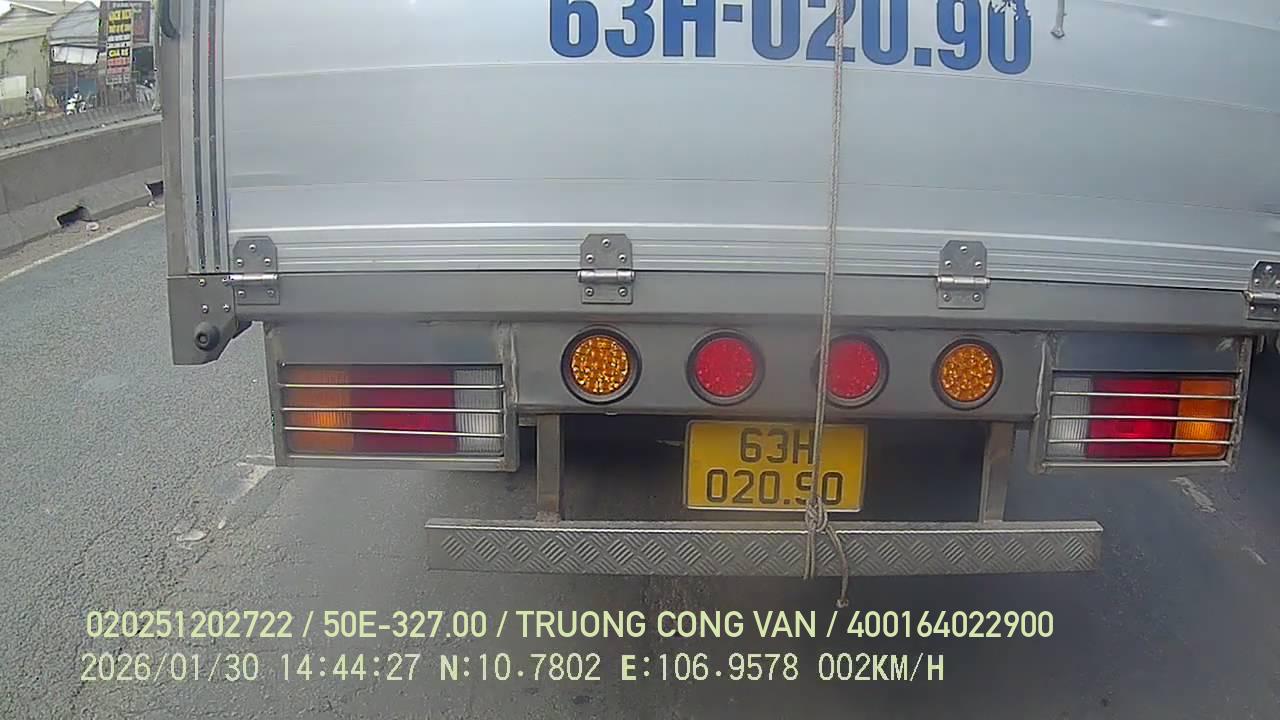 63H-020.90
63H
020.90
020251202722 / 50E-327.00 / TRUONG CONG VAN / 400164022900
2026/01/30 14:44:27 N:10.7802 E:106.9578 002KM/H